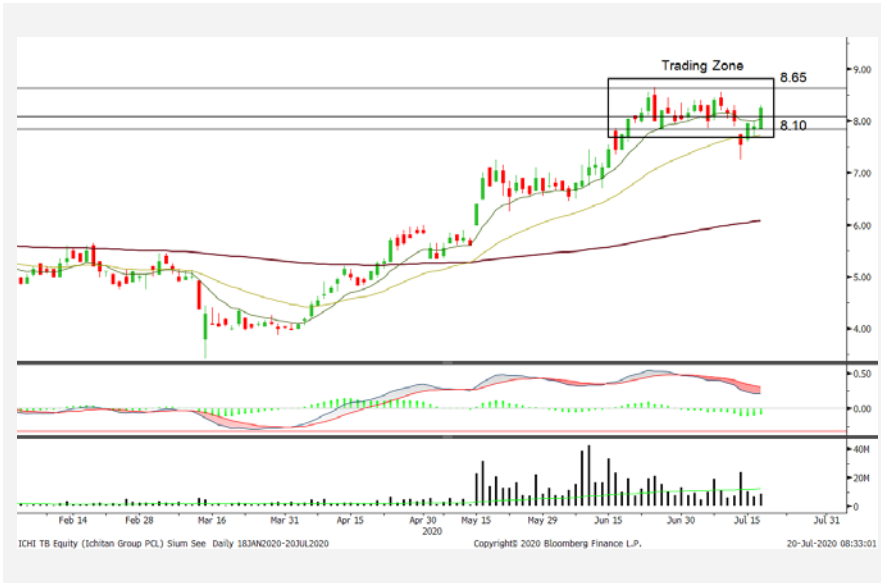 Trading Zone
8.65
9.00
8.10
8.00
7.00
6.00
5.00
4.00
0.50
0.00
40M
20M
0
Feb 14 Feb 28 Mar 16 Mar 31 Apr 15 Apr 30 May 15 May 29 Jun 15 Jun 30 Jul 15 Jul 31
2020
ICHI TB Equity (Ichitan Group PCL) Sium See Daily 18JAN2020-20JUL2020 Copyright© 2020 Bloomberg Finance L.P. 20-Jul-2020 08:33:01